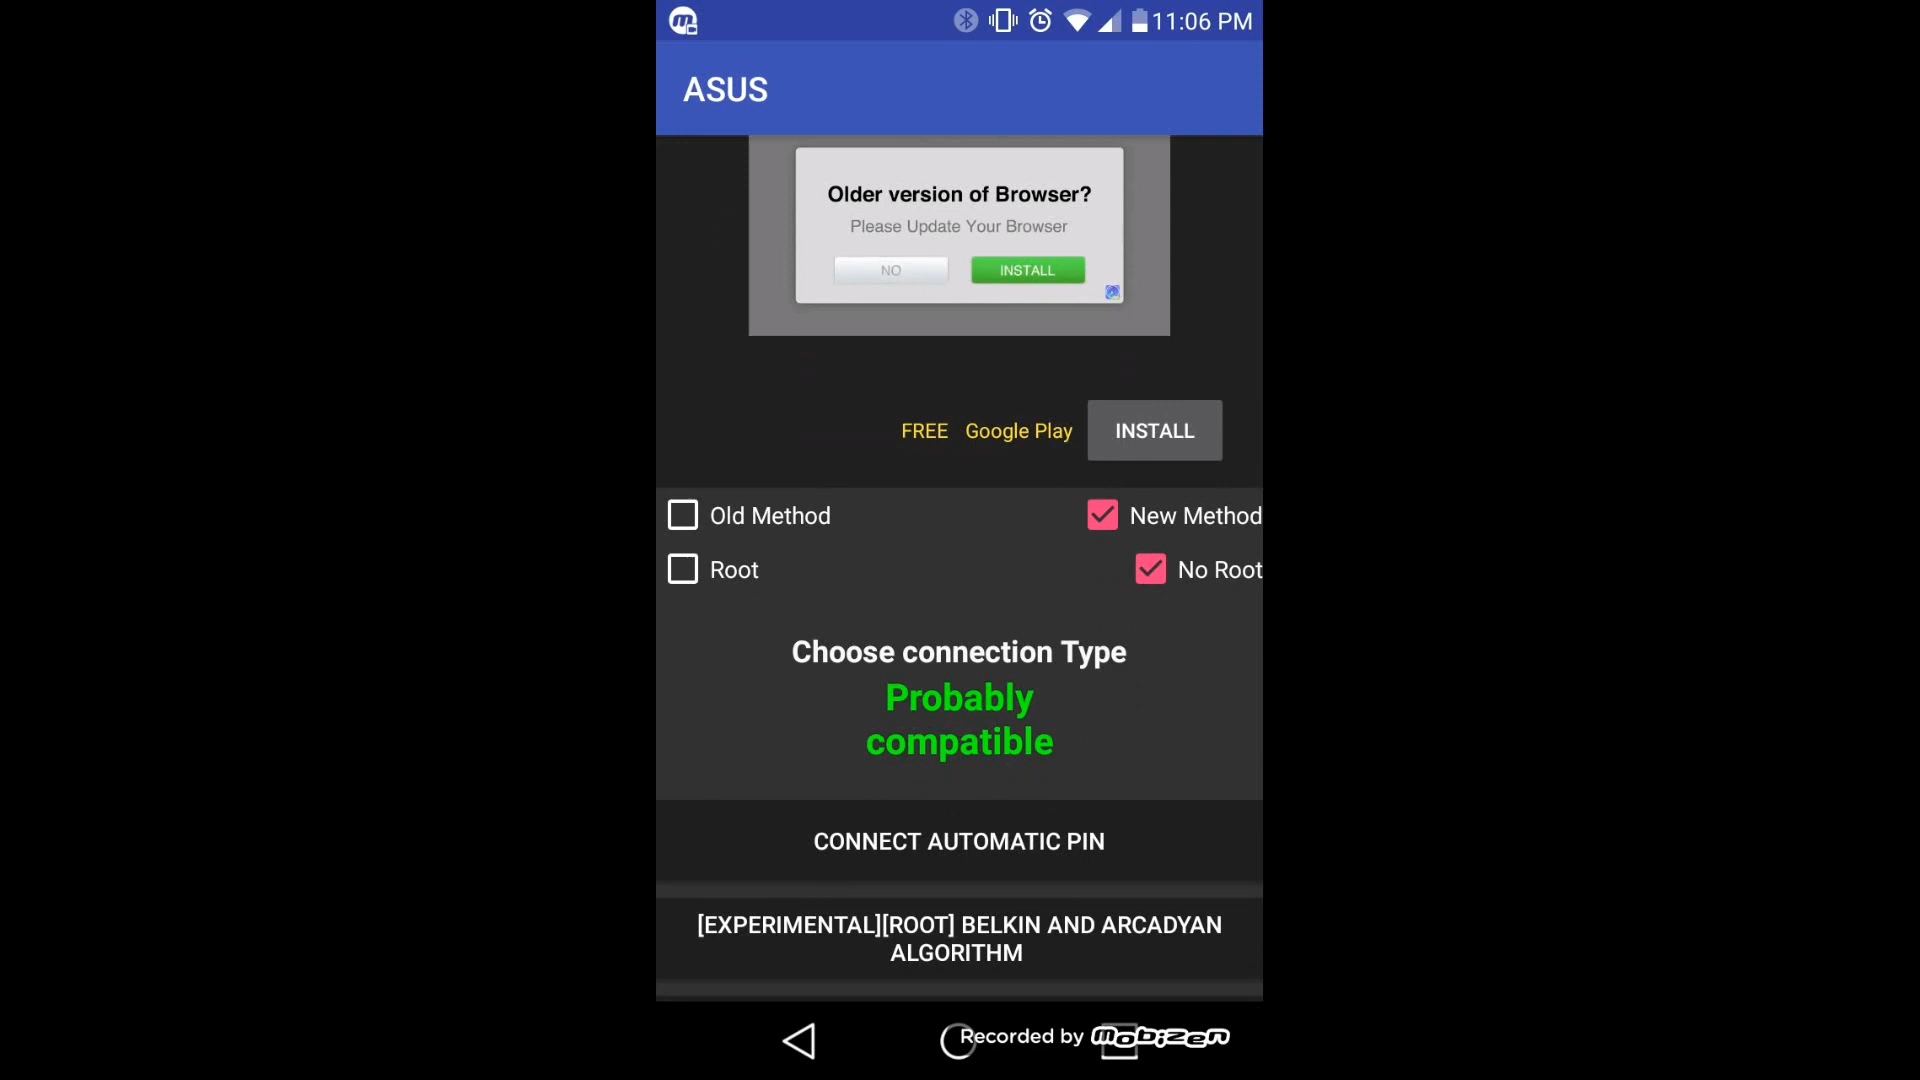 11:06 PM
ASUS
Older version of Browser?
Please Update Your Browser
NO INSTALL
FREE Google Play INSTALL
Old Method New Method
Root No Root
Choose connection Type
Probably
compatible
CONNECT AUTOMATIC PIN
[EXPERIMENTAL][ROOT] BELKIN AND ARCADYAN
ALGORITHM
Recorded by mobizen